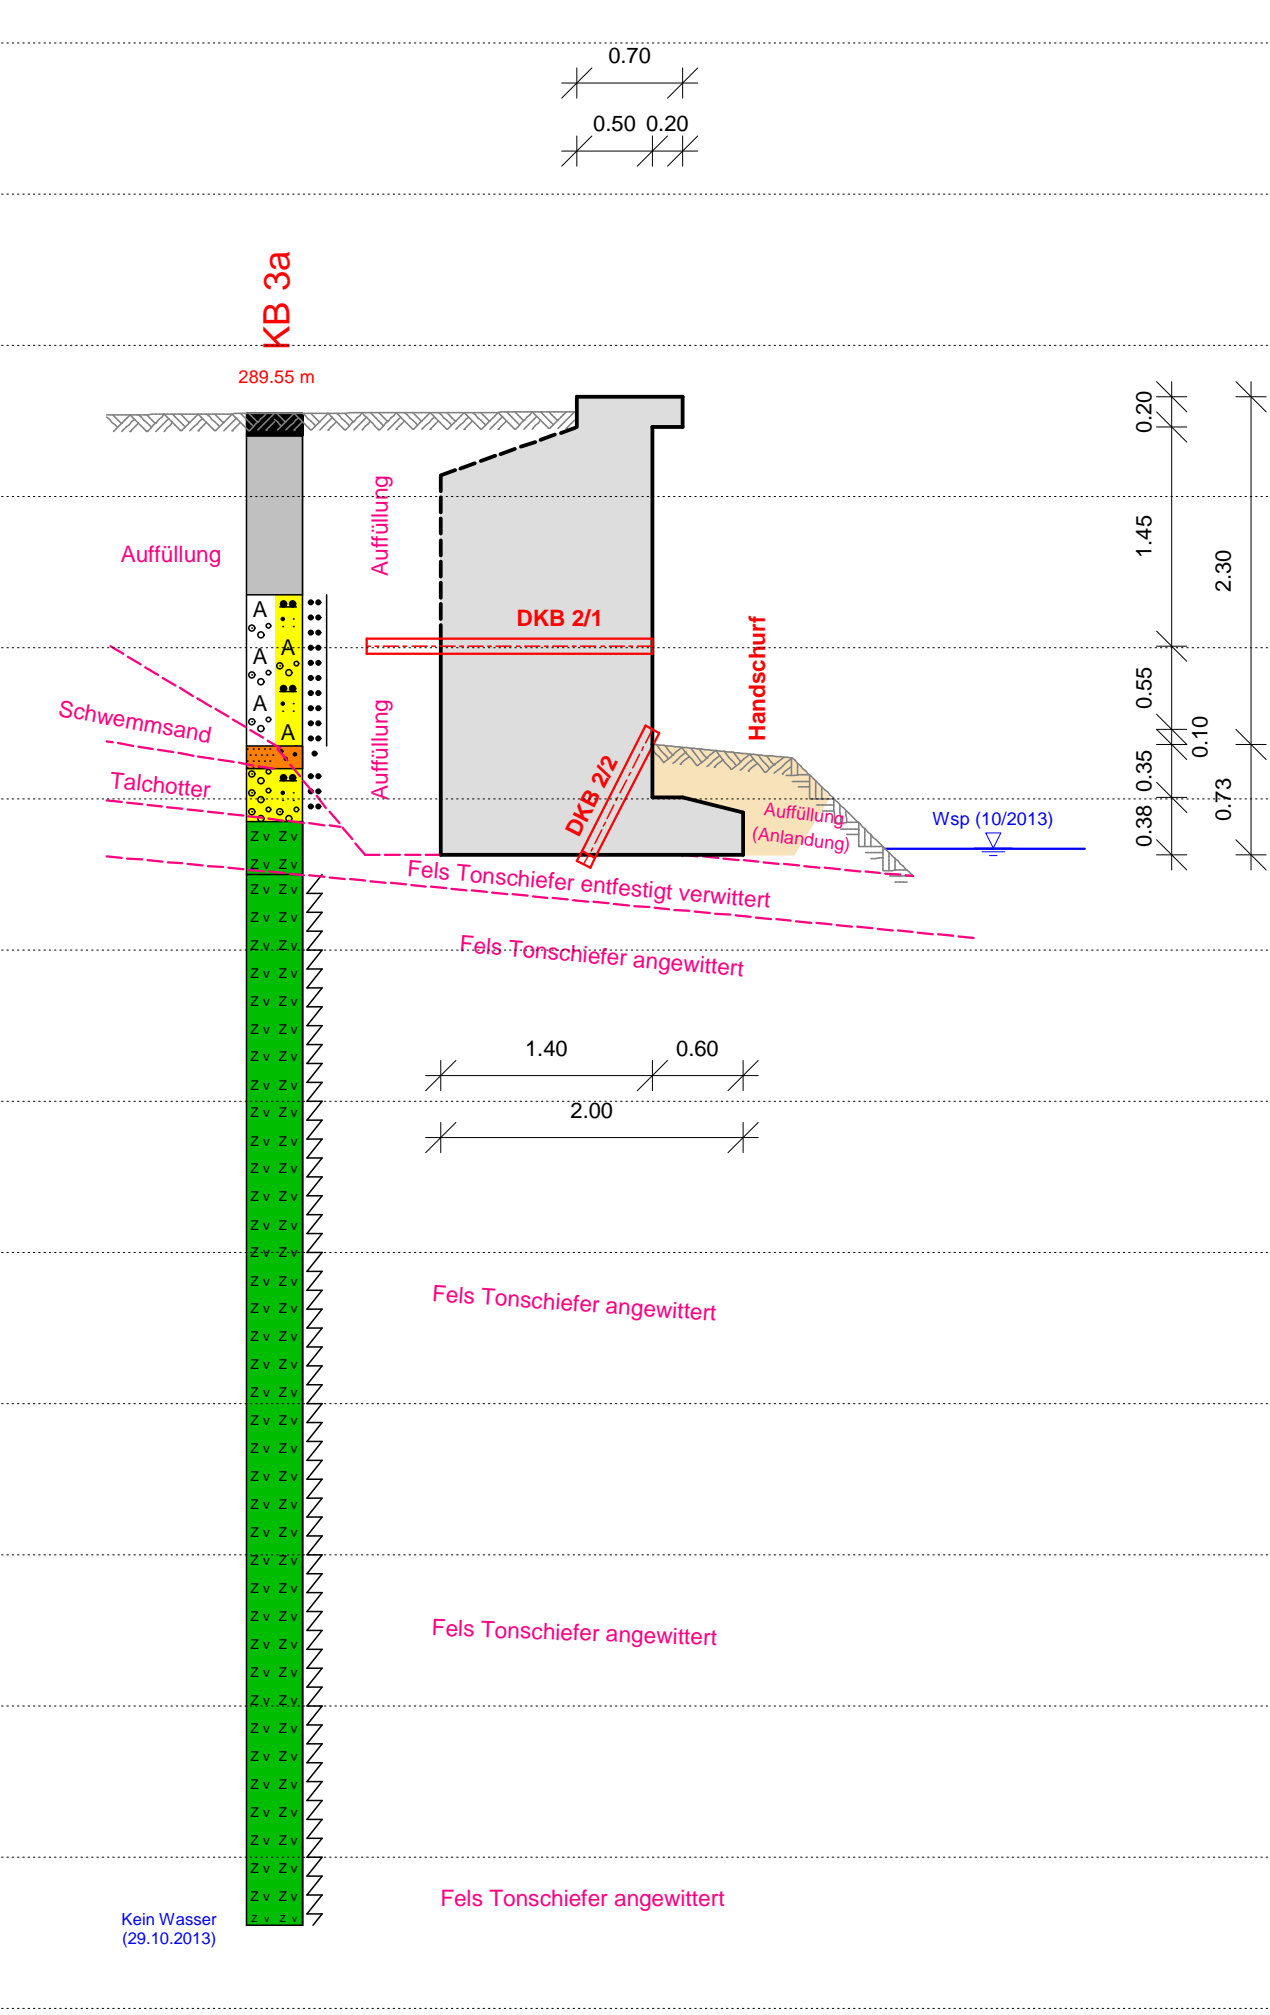 0.70
0.50 0.20
KB 3a
289.55 m
0.20
1.45
2.30
0.55
0.10
0.35
0.73
0.38
Auffüllung
Auffüllung
Auffüllung
A
A
A
A
A
DKB 2/1
DKB 2/2
Handschurf
Schwemmsand
Talchotter
Auffüllung
(Anlandung)
Wsp (10/2013)
Fels Tonschiefer entfestigt verwittert
Fels Tonschiefer angewittert
1.40 0.60
2.00
Fels Tonschiefer angewittert
Fels Tonschiefer angewittert
Fels Tonschiefer angewittert
Kein Wasser
(29.10.2013)